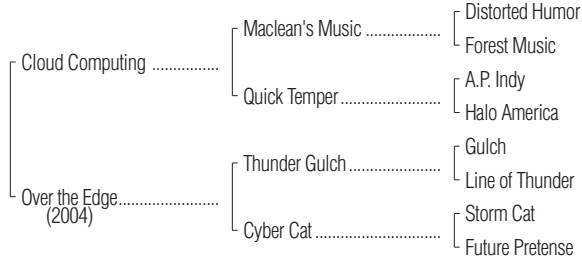 Distorted Humor
Maclean's Music ..................
Forest Music
Cloud Computing ................
A.P. Indy
Quick Temper........................
Halo America
Gulch
Thunder Gulch ......................
Line of Thunder
Over the Edge........................
(2004)
Storm Cat
Cyber Cat ..............................
Future Pretense